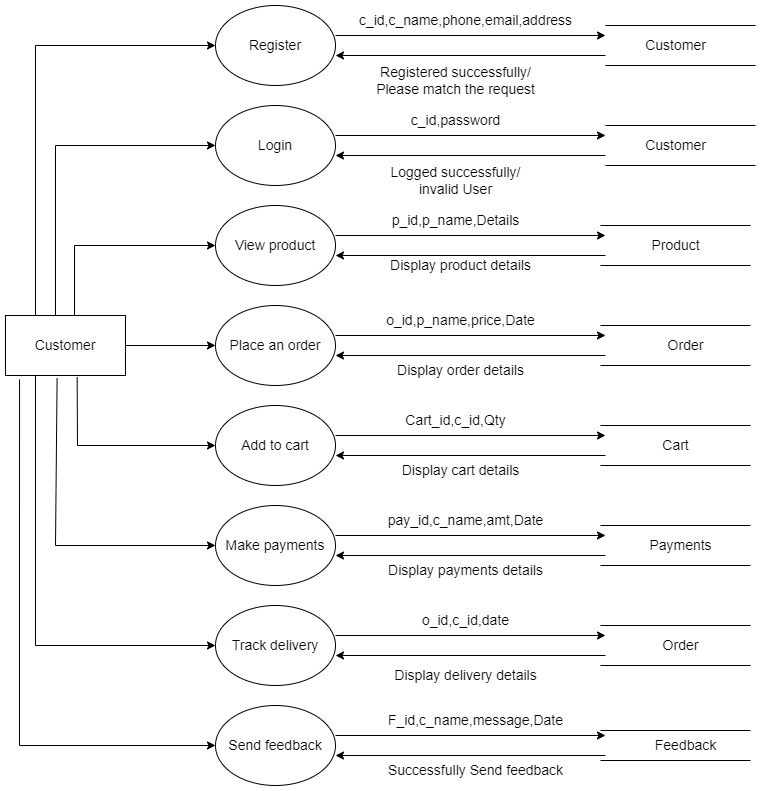 c_id,c_name,phone,email,address
Register
Customer
Registered successfully/
Please match the request
c_id,password
Login
Customer
Logged successfully/
invalid User
p_id,p_name,Details
View product
Product
Display product details
o_id,p_name,price,Date
Customer
Place an order
Order
Display order details
Cart_id,c_id,Qty
Add to cart
Cart
Display cart details
pay_id,c_name,amt,Date
Make payments
Payments
Display payments details
o_id,c_id,date
Track delivery
Order
Display delivery details
F_id,c_name,message,Date
Send feedback
Feedback
Successfully Send feedback